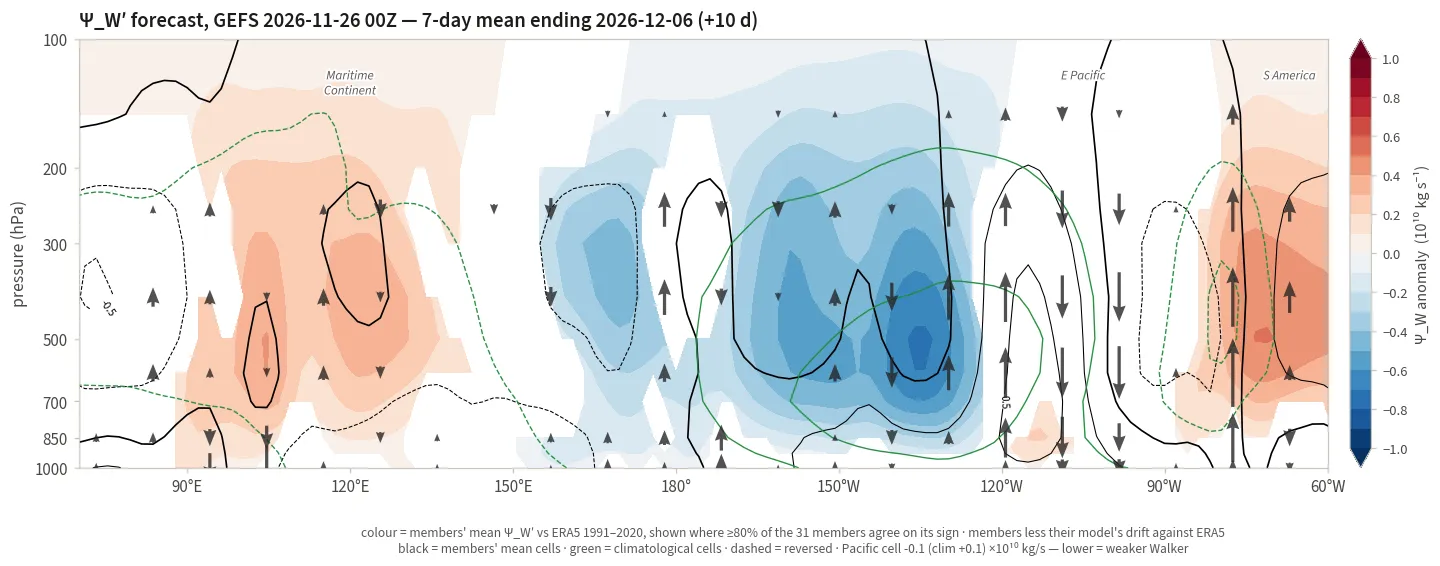 Ψ_W′ forecast, GEFS 2026-11-26 00Z — 7-day mean ending 2026-12-06 (+10 d)
100
200
300
400
500
700
850
1000
pressure (hPa)
Maritime
Continent
E Pacific
S America
-0.5
0.5
90°E
120°E
150°E
180°
150°W
120°W
90°W
60°W
1.0
0.8
0.6
0.4
0.2
0.0
−0.2
−0.4
−0.6
−0.8
−1.0
Ψ_W anomaly (10¹⁰ kg s⁻¹)
colour = members' mean Ψ_W′ vs ERA5 1991–2020, shown where ≥80% of the 31 members agree on its sign · members less their model's drift against ERA5
black = members' mean cells · green = climatological cells · dashed = reversed · Pacific cell -0.1 (clim +0.1) ×10¹⁰ kg/s — lower = weaker Walker